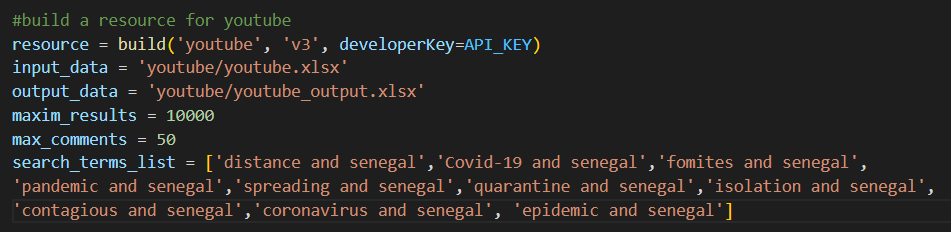 #build a resource for youtube
resource = build('youtube', 'v3', developerKey=API_KEY)
input_data = 'youtube/youtube.xlsx'
output_data = 'youtube/youtube_output.xlsx'
maxim_results = 10000
max_comments = 50
search_terms_list = ['distance and senegal','Covid-19 and senegal','fomites and senegal',
'pandemic and senegal','spreading and senegal','quarantine and senegal','isolation and senegal',
'contagious and senegal','coronavirus and senegal', 'epidemic and senegal']